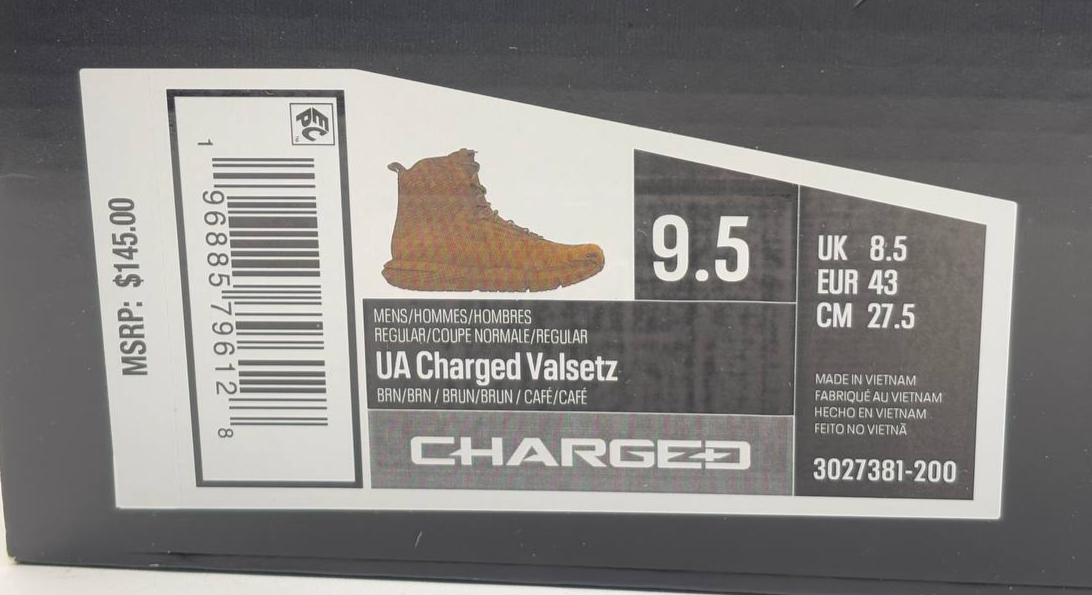 MSRP: $145.00
EPC
TM
1 96885 79612 8
9.5
MENS/HOMMES/HOMBRES
REGULAR/COUPE NORMALE/REGULAR
UA Charged Valsetz
BRN/BRN / BRUN/BRUN / CAFÉ/CAFÉ
CHARGED
UK 8.5
EUR 43
CM 27.5
MADE IN VIETNAM
FABRIQUÉ AU VIETNAM
HECHO EN VIETNAM
FEITO NO VIETNÃ
3027381-200